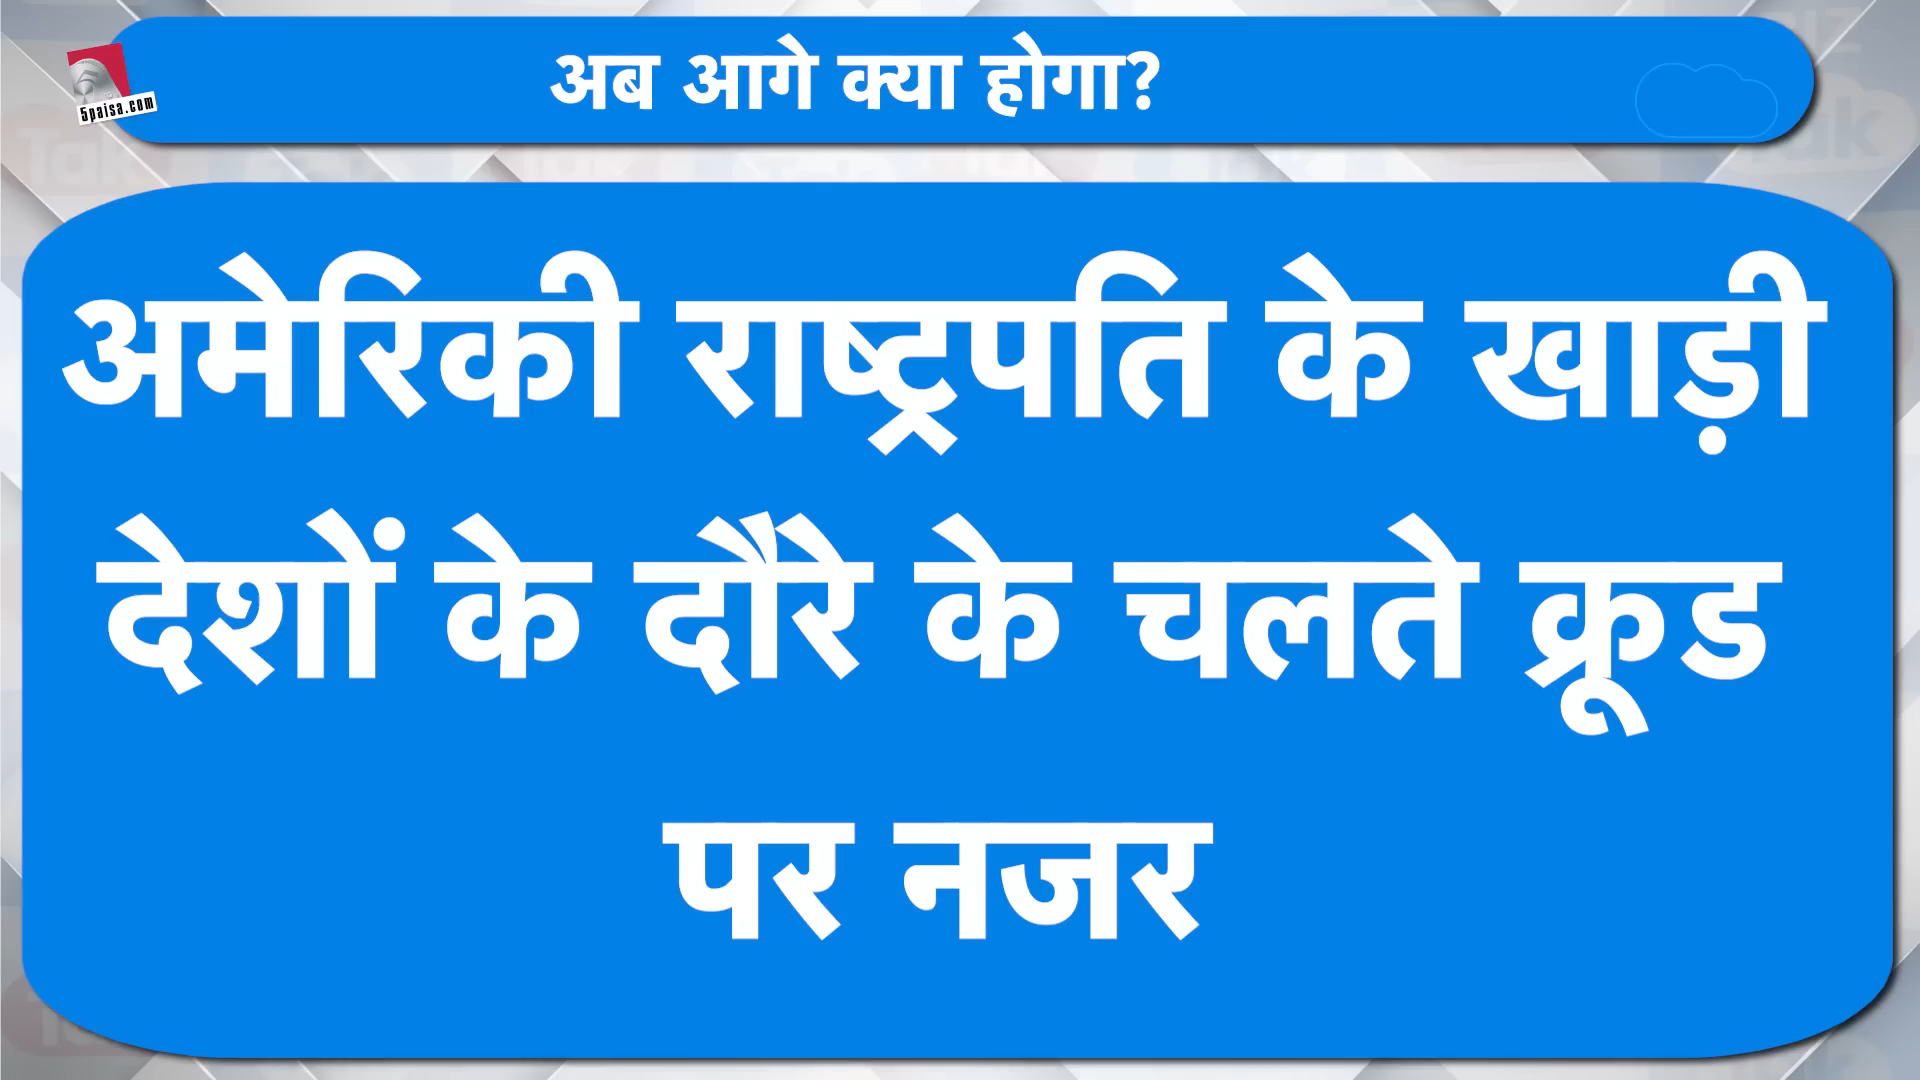 अब आगे क्या होगा?
5paisa.com
अमेरिकी राष्ट्रपति के खाड़ी
देशों के दौरे के चलते क्रूड
पर नजर